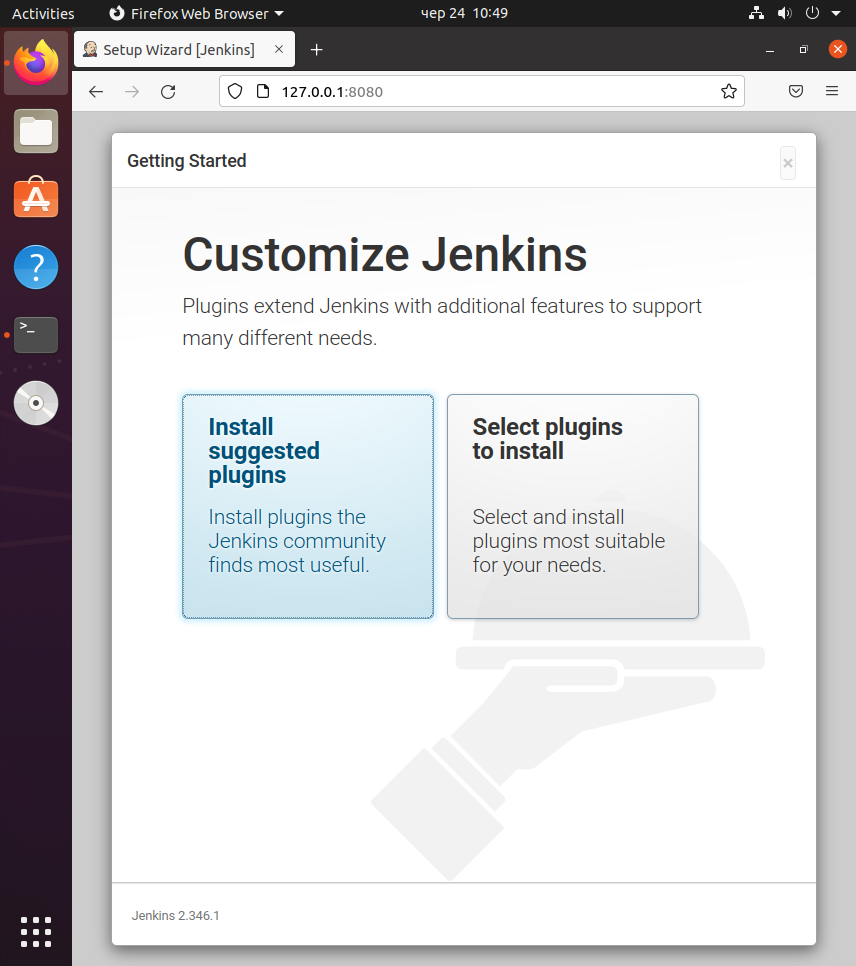 Activities
Firefox Web Browser
чер 24 10:49
Setup Wizard [Jenkins]
127.0.0.1:8080
Getting Started
Customize Jenkins
Plugins extend Jenkins with additional features to support
many different needs.
Install
suggested
plugins
Install plugins the
Jenkins community
finds most useful.
Select plugins
to install
Select and install
plugins most suitable
for your needs.
Jenkins 2.346.1